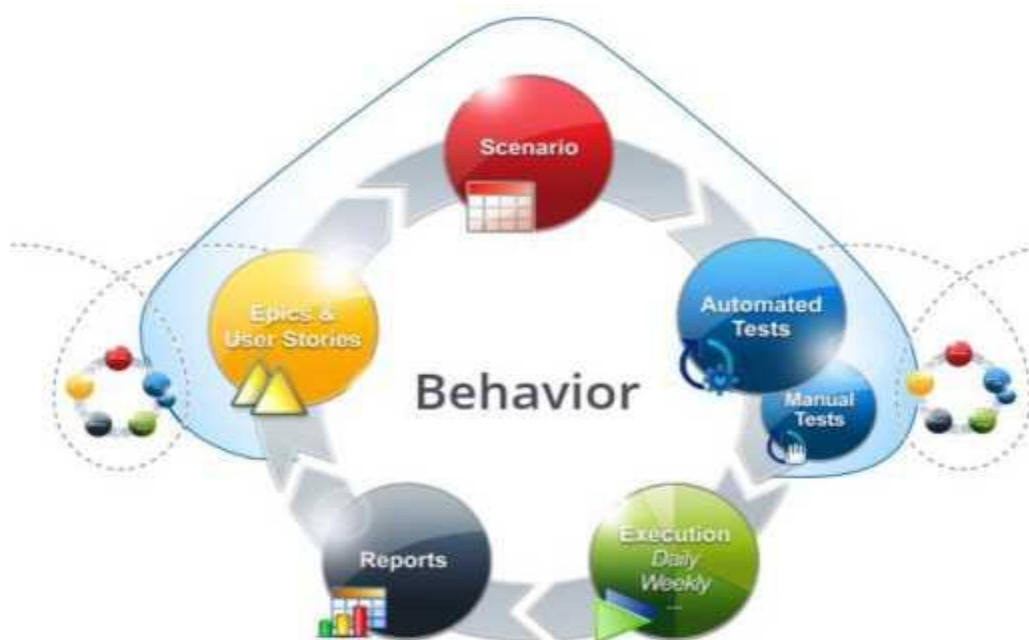 Scenario
Epics &
User Stories
Automated
Tests
Behavior
Manual
Tests
Reports
Execution
Daily
Weekly
...